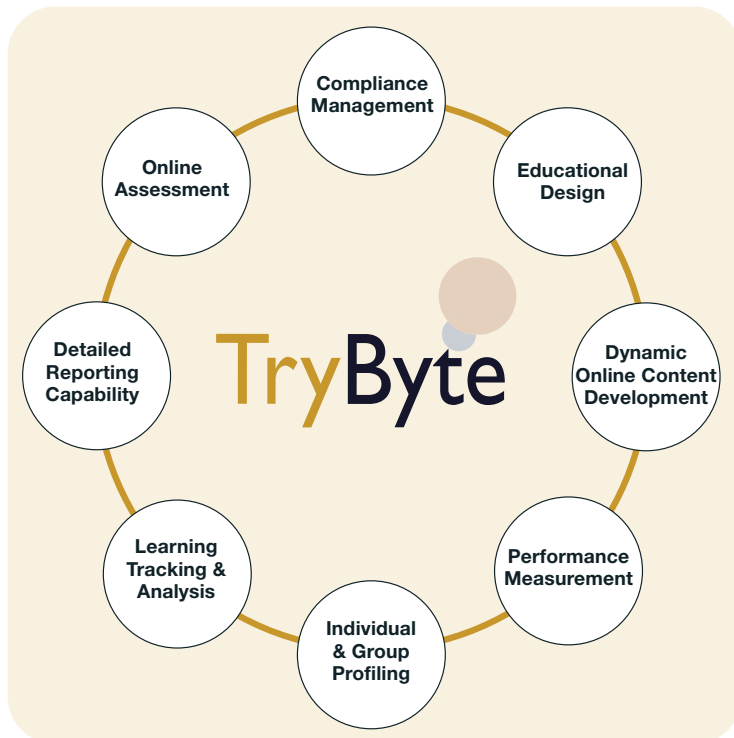 Compliance
Management
Educational
Design
Dynamic
Online Content
Development
Performance
Measurement
Individual
& Group
Profiling
Learning
Tracking &
Analysis
Detailed
Reporting
Capability
Online
Assessment
TryByte